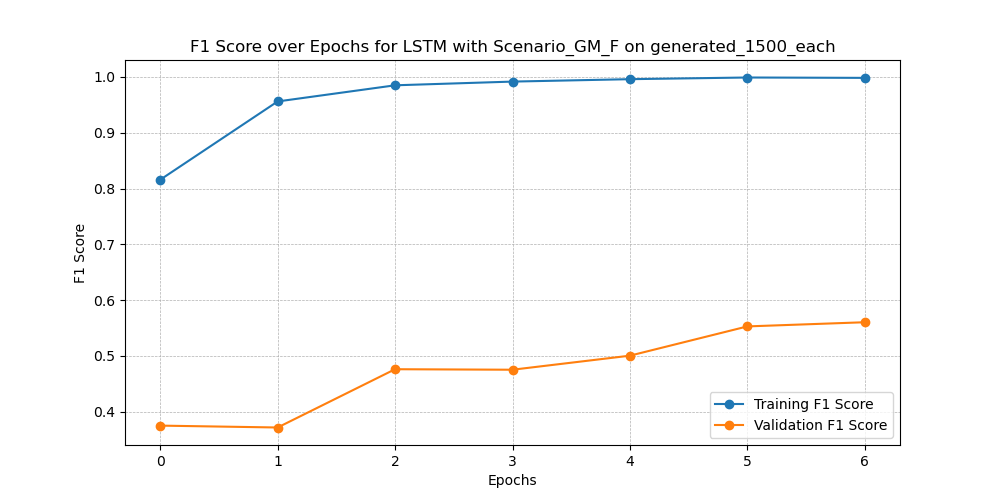 F1 Score over Epochs for LSTM with Scenario_GM_F on generated_1500_each
1.0
0.9
0.8
0.7
0.6
0.5
0.4
F1 Score
0 1 2 3 4 5 6
Epochs
Training F1 Score
Validation F1 Score